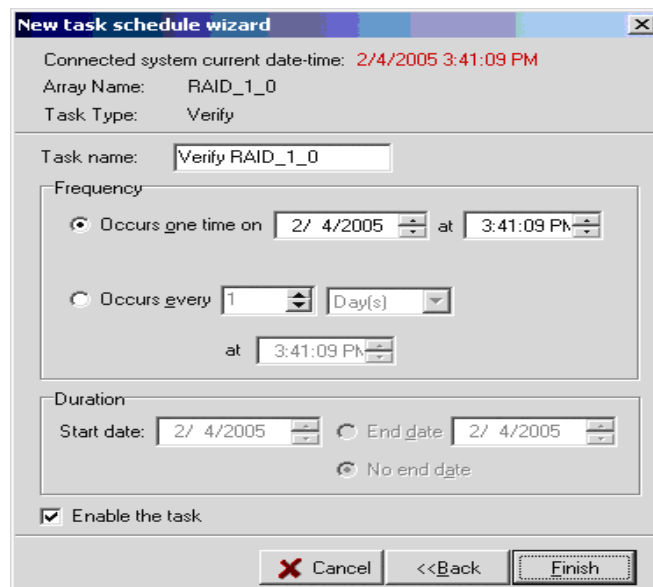 New task schedule wizard
Connected system current date-time: 2/4/2005 3:41:09 PM
Array Name: RAID_1_0
Task Type: Verify
Task name: Verify RAID_1_0
Frequency
Occurs one time on 2/ 4/2005 at 3:41:09 PM
Occurs every 1 Day(s)
at 3:41:09 PM
Duration
Start date: 2/ 4/2005 End date 2/ 4/2005
No end date
Enable the task
Cancel <<Back Finish